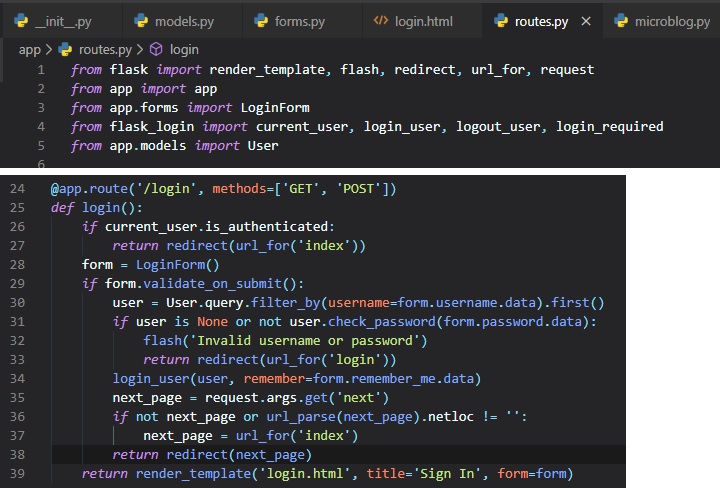 __init__.py models.py forms.py <> login.html routes.py × microblog.py
app > routes.py > login
1 from flask import render_template, flash, redirect, url_for, request
2 from app import app
3 from app.forms import LoginForm
4 from flask_login import current_user, login_user, logout_user, login_required
5 from app.models import User
6
24 @app.route('/login', methods=['GET', 'POST'])
25 def login():
26     if current_user.is_authenticated:
27         return redirect(url_for('index'))
28     form = LoginForm()
29     if form.validate_on_submit():
30         user = User.query.filter_by(username=form.username.data).first()
31         if user is None or not user.check_password(form.password.data):
32             flash('Invalid username or password')
33             return redirect(url_for('login'))
34         login_user(user, remember=form.remember_me.data)
35         next_page = request.args.get('next')
36         if not next_page or url_parse(next_page).netloc != '':
37             next_page = url_for('index')
38         return redirect(next_page)
39     return render_template('login.html', title='Sign In', form=form)